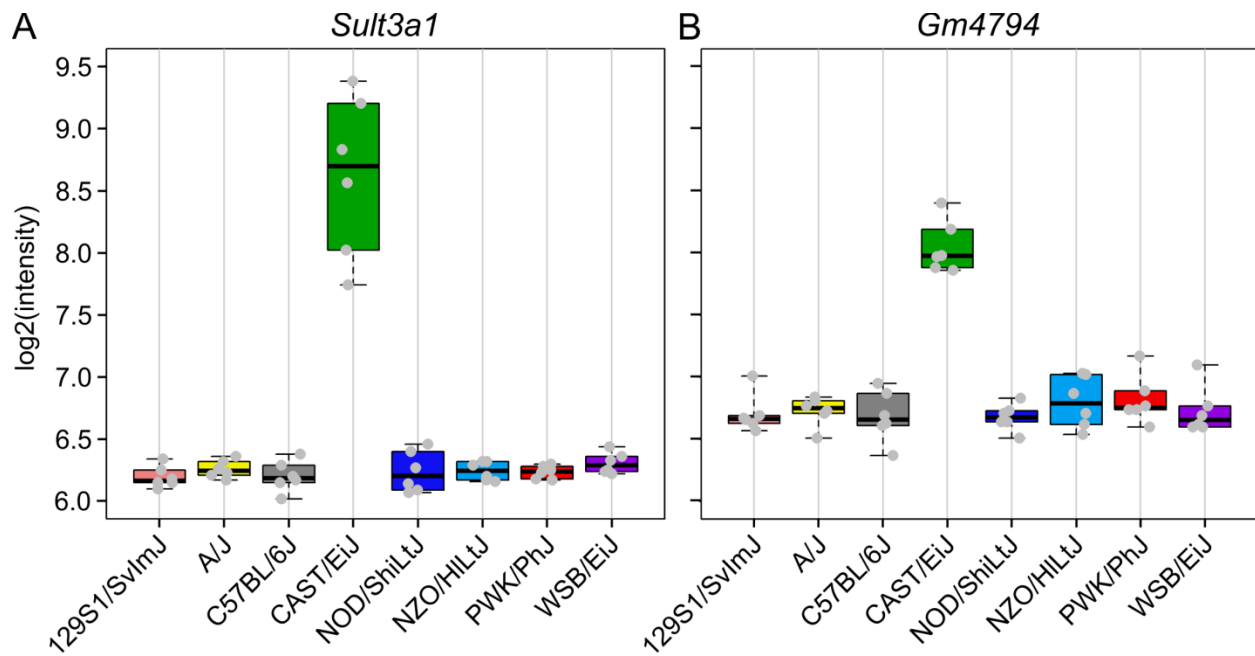 A
Sult3a1
B
Gm4794
log2(intensity)
9.5
9.0
8.5
8.0
7.5
7.0
6.5
6.0
129S1/SvImJ
A/J
C57BL/6J
CAST/EiJ
NOD/ShiLtJ
NZO/HILtJ
PWK/PhJ
WSB/EiJ
129S1/SvImJ
A/J
C57BL/6J
CAST/EiJ
NOD/ShiLtJ
NZO/HILtJ
PWK/PhJ
WSB/EiJ